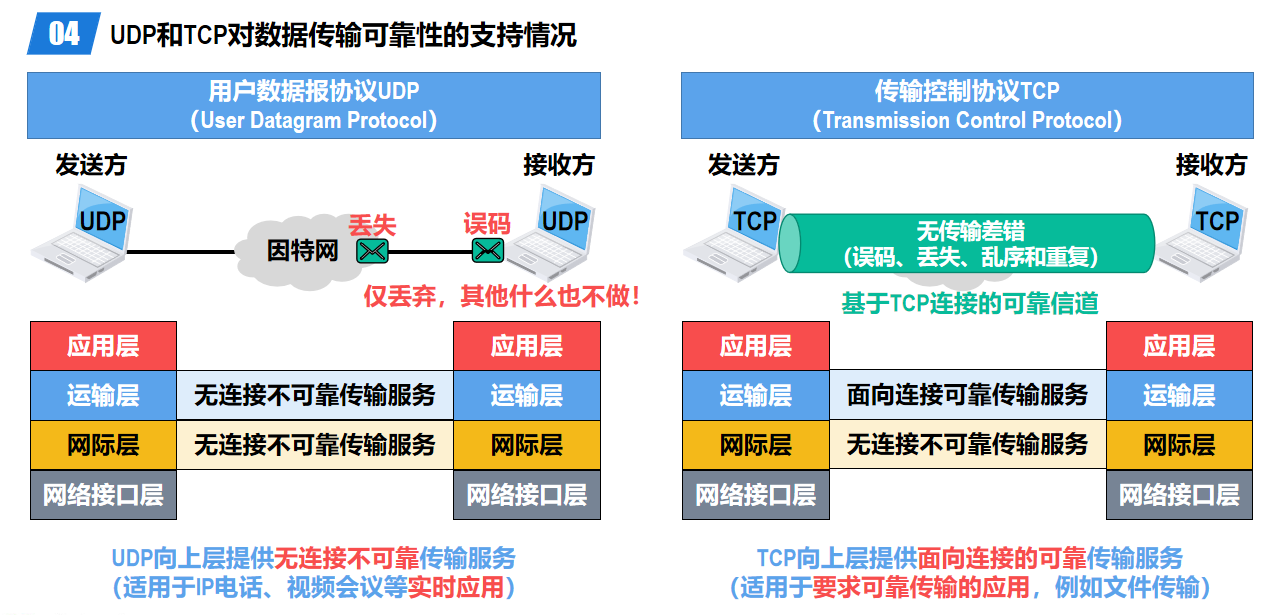 04 UDP和TCP对数据传输可靠性的支持情况
用户数据报协议UDP
（User Datagram Protocol）
发送方
接收方
UDP
因特网
丢失
误码
UDP
仅丢弃，其他什么也不做！
应用层
应用层
运输层 无连接不可靠传输服务 运输层
网际层 无连接不可靠传输服务 网际层
网络接口层
网络接口层
UDP向上层提供无连接不可靠传输服务
（适用于IP电话、视频会议等实时应用）
传输控制协议TCP
（Transmission Control Protocol）
发送方
接收方
TCP
无传输差错
（误码、丢失、乱序和重复）
TCP
基于TCP连接的可靠信道
应用层
应用层
运输层 面向连接可靠传输服务 运输层
网际层 无连接不可靠传输服务 网际层
网络接口层
网络接口层
TCP向上层提供面向连接的可靠传输服务
（适用于要求可靠传输的应用，例如文件传输）